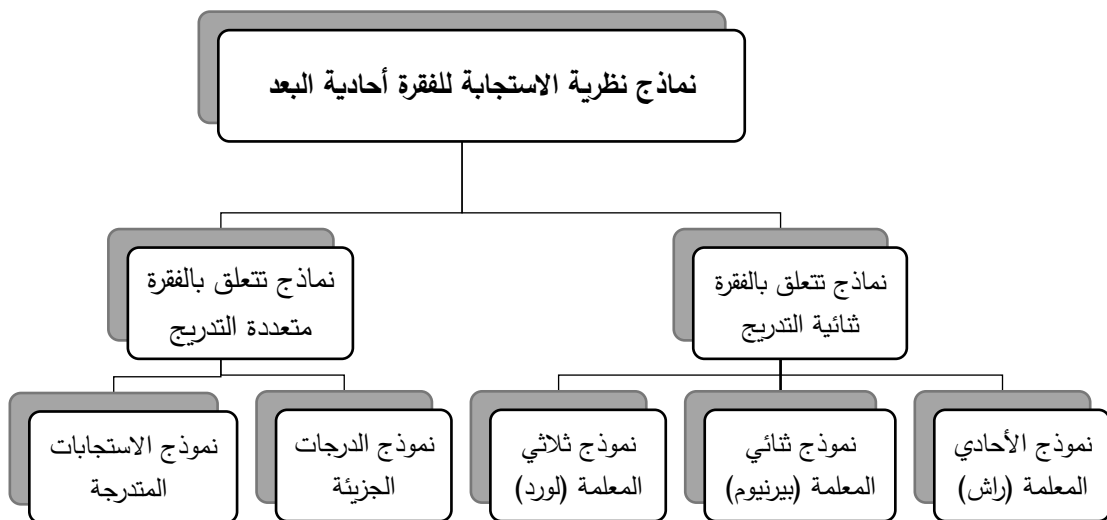 نماذج نظرية الاستجابة للفقرة أحادية البعد
نماذج تتعلق بالفقرة
ثنائية التدريج
نماذج تتعلق بالفقرة
متعددة التدريج
نموذج الأحادي
المعلمة (راش)
نموذج ثنائي
المعلمة (بيرنيوم)
نموذج ثلاثي
المعلمة (لورد)
نموذج الدرجات
الجزيئة
نموذج الاستجابات
المتدرجة